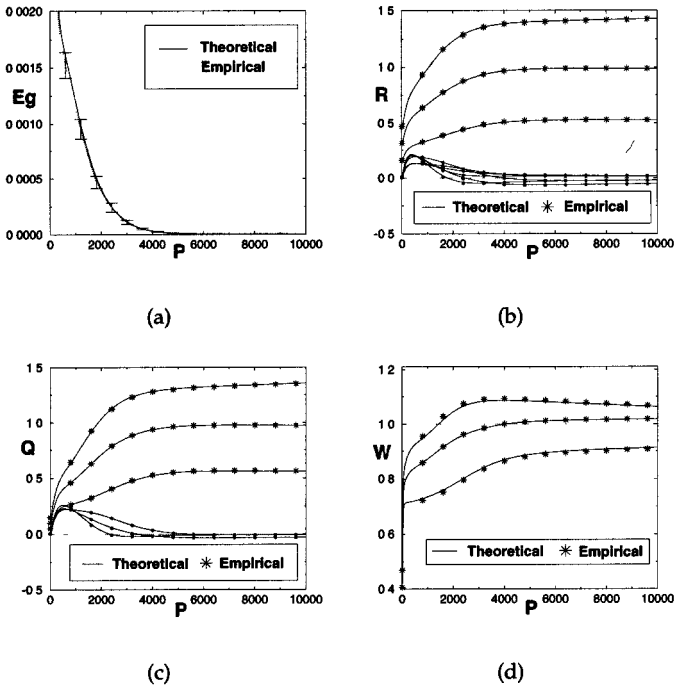 0.0020
0.0015
Eg
0.0010
0.0005
0.0000
Theoretical
Empirical
0 2000 4000 6000 8000 10000
P
(a)
1.5
1.0
R
0.5
0.0
-0.5
Theoretical ✳ Empirical
0 2000 4000 6000 8000 10000
P
(b)
1.5
1.0
Q
0.5
0.0
-0.5
Theoretical ✳ Empirical
0 2000 4000 6000 8000 10000
P
(c)
1.2
1.0
W
0.8
0.6
0.4
Theoretical ✳ Empirical
0 2000 4000 6000 8000 10000
P
(d)